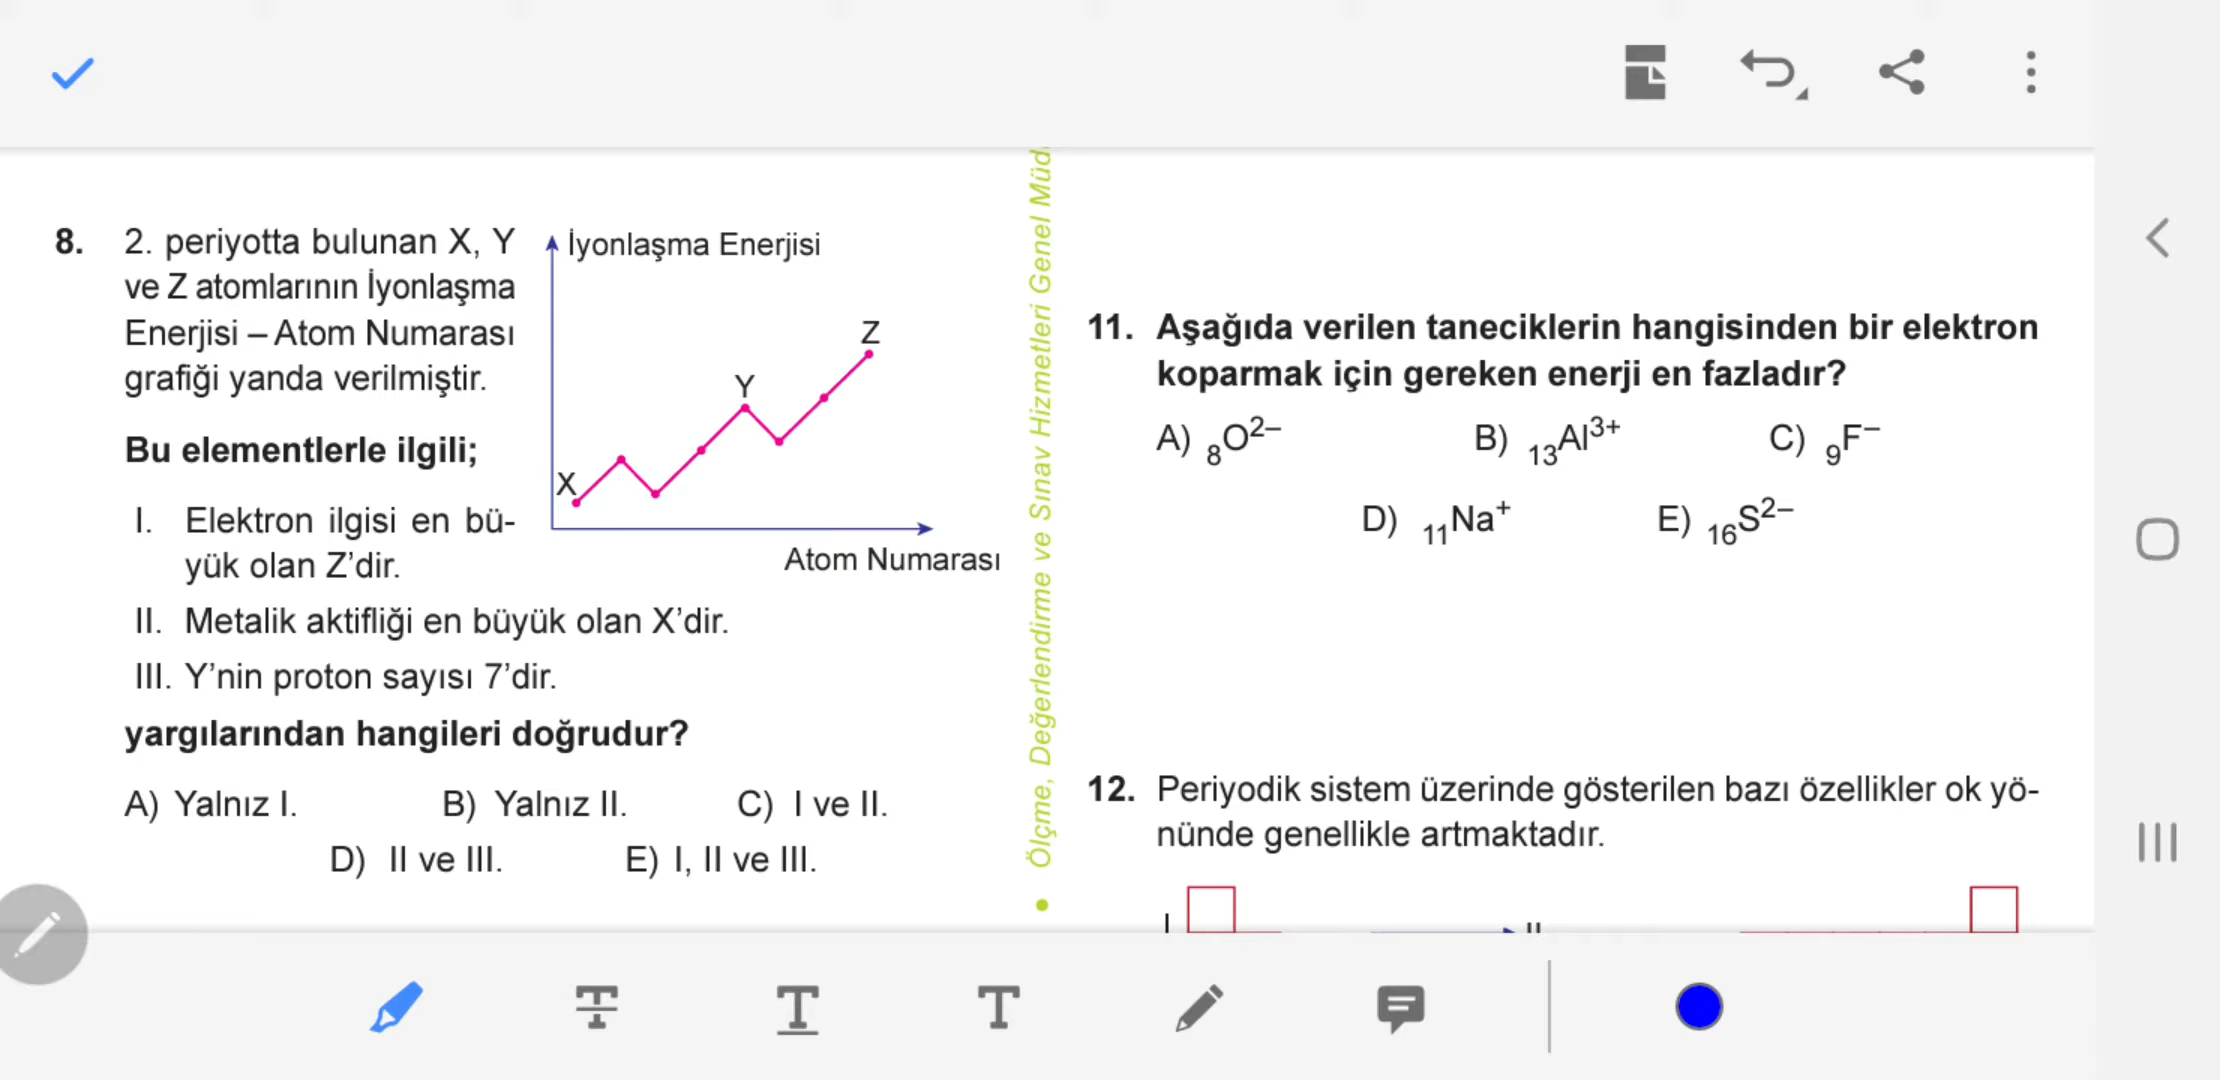 8. 2. periyotta bulunan X, Y
ve Z atomlarının İyonlaşma
Enerjisi – Atom Numarası
grafiği yanda verilmiştir.
İyonlaşma Enerjisi
X
Y
Z
Atom Numarası
Bu elementlerle ilgili;
I. Elektron ilgisi en bü-
yük olan Z’dir.
II. Metalik aktifliği en büyük olan X’dir.
III. Y’nin proton sayısı 7’dir.
yargılarından hangileri doğrudur?
A) Yalnız I. B) Yalnız II. C) I ve II.
D) II ve III. E) I, II ve III.
• Ölçme, Değerlendirme ve Sınav Hizmetleri Genel Müd
11. Aşağıda verilen taneciklerin hangisinden bir elektron
koparmak için gereken enerji en fazladır?
A) ₈O²⁻ B) ₁₃Al³⁺ C) ₉F⁻
D) ₁₁Na⁺ E) ₁₆S²⁻
12. Periyodik sistem üzerinde gösterilen bazı özellikler ok yö-
nünde genellikle artmaktadır.
I II